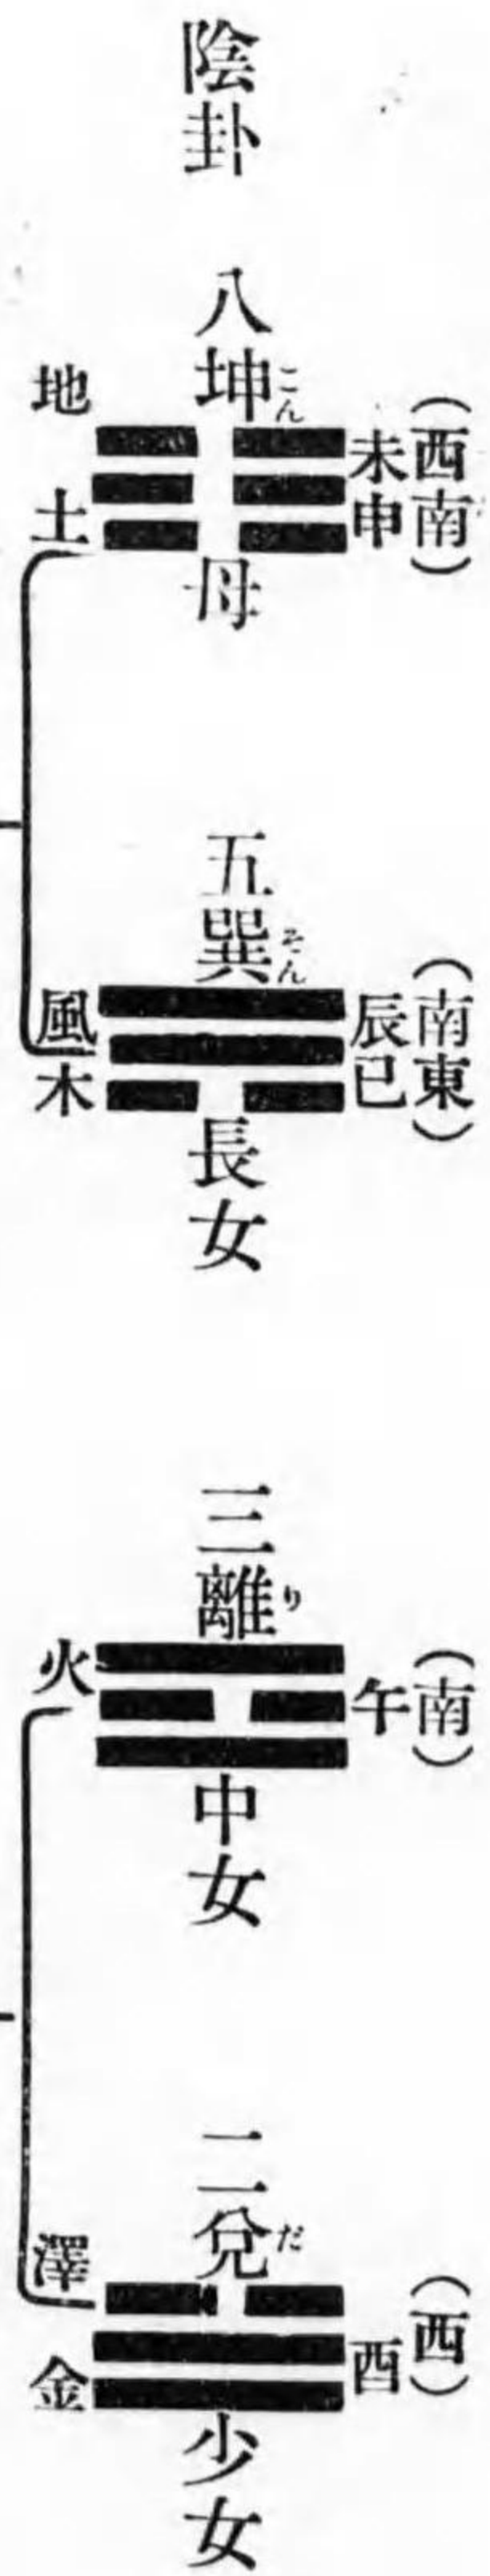 陰卦
（西南）
未申
八坤
こん
母
地
土
（南東）
辰巳
五巽
そん
長女
風
木
（南）
午
三離
り
中女
火
（西）
酉
二兌
だ
少女
澤
金